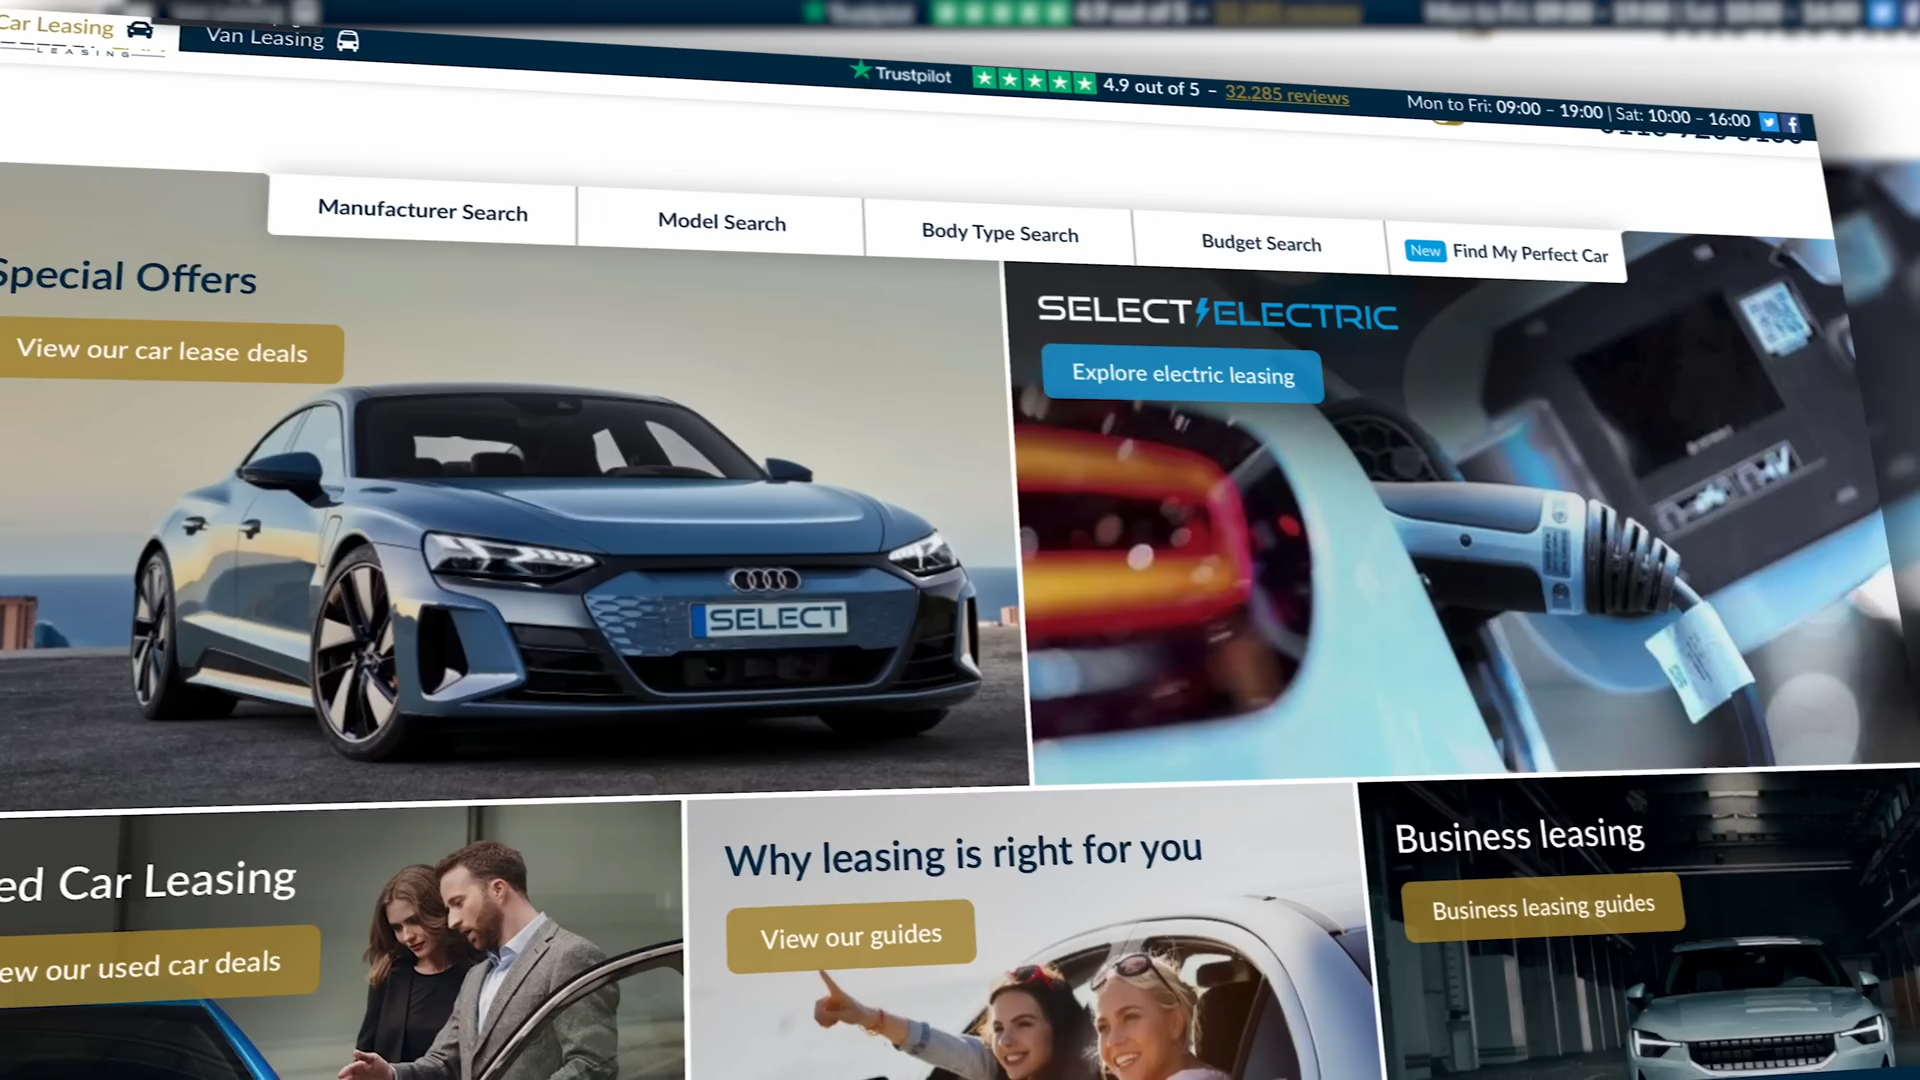 Car Leasing
LEASING
Van Leasing
Trustpilot
4.9 out of 5 – 32,285 reviews
Mon to Fri: 09:00 – 19:00 | Sat: 10:00 – 16:00
Manufacturer Search
Model Search
Body Type Search
Budget Search
New Find My Perfect Car
Special Offers
View our car lease deals
SELECT
SELECT ELECTRIC
Explore electric leasing
ed Car Leasing
ew our used car deals
Why leasing is right for you
View our guides
Business leasing
Business leasing guides